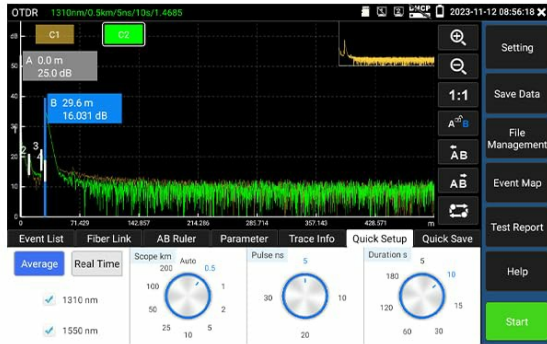 OTDR 1310nm/0.5km/5ns/10s/1.4685
2023-11-12 08:56:18
C1
C2
A 0.0 m
25.0 dB
B 29.6 m
16.031 dB
2
3
4
dB
50
40
20
10
0
71.429
142.857
214.286
285.714
357.143
428.571
m
1:1
A B
AB
AB
Setting
Save Data
File
Management
Event Map
Test Report
Help
Start
Event List
Fiber Link
AB Ruler
Parameter
Trace Info
Quick Setup
Quick Save
Average
Real Time
1310 nm
1550 nm
Scope km
Auto
0.5
1
2
5
10
25
50
100
200
Pulse ns
5
10
20
30
Duration s
5
10
15
30
60
120
180